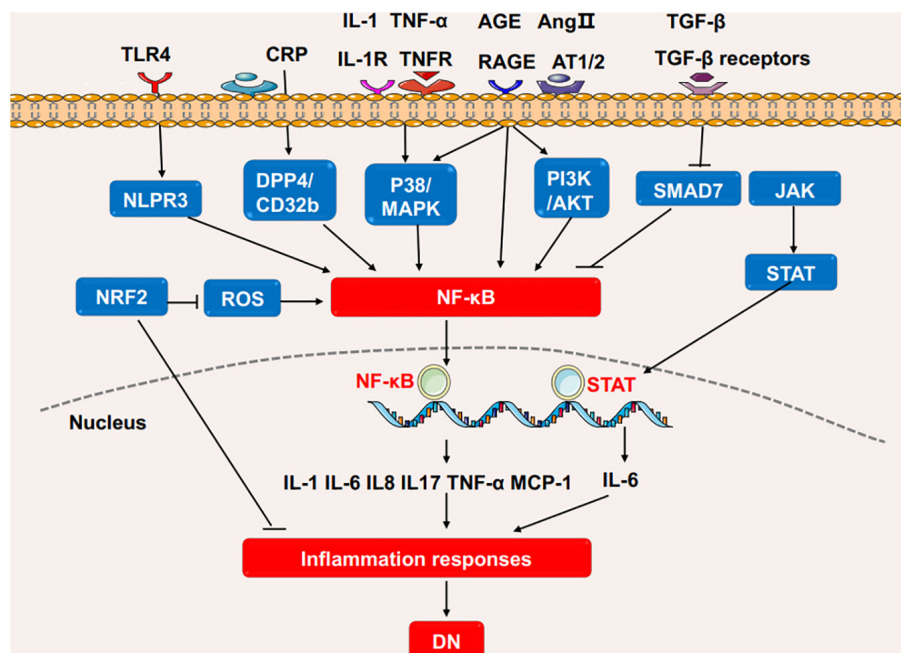 IL-1 TNF-α AGE AngⅡ TGF-β
TLR4 CRP IL-1R TNFR RAGE AT1/2 TGF-β receptors
NLPR3
DPP4/
CD32b
P38/
MAPK
PI3K
/AKT
SMAD7
JAK
NRF2
ROS
NF-κB
STAT
NF-κB
STAT
Nucleus
IL-1 IL-6 IL8 IL17 TNF-α MCP-1
IL-6
Inflammation responses
DN